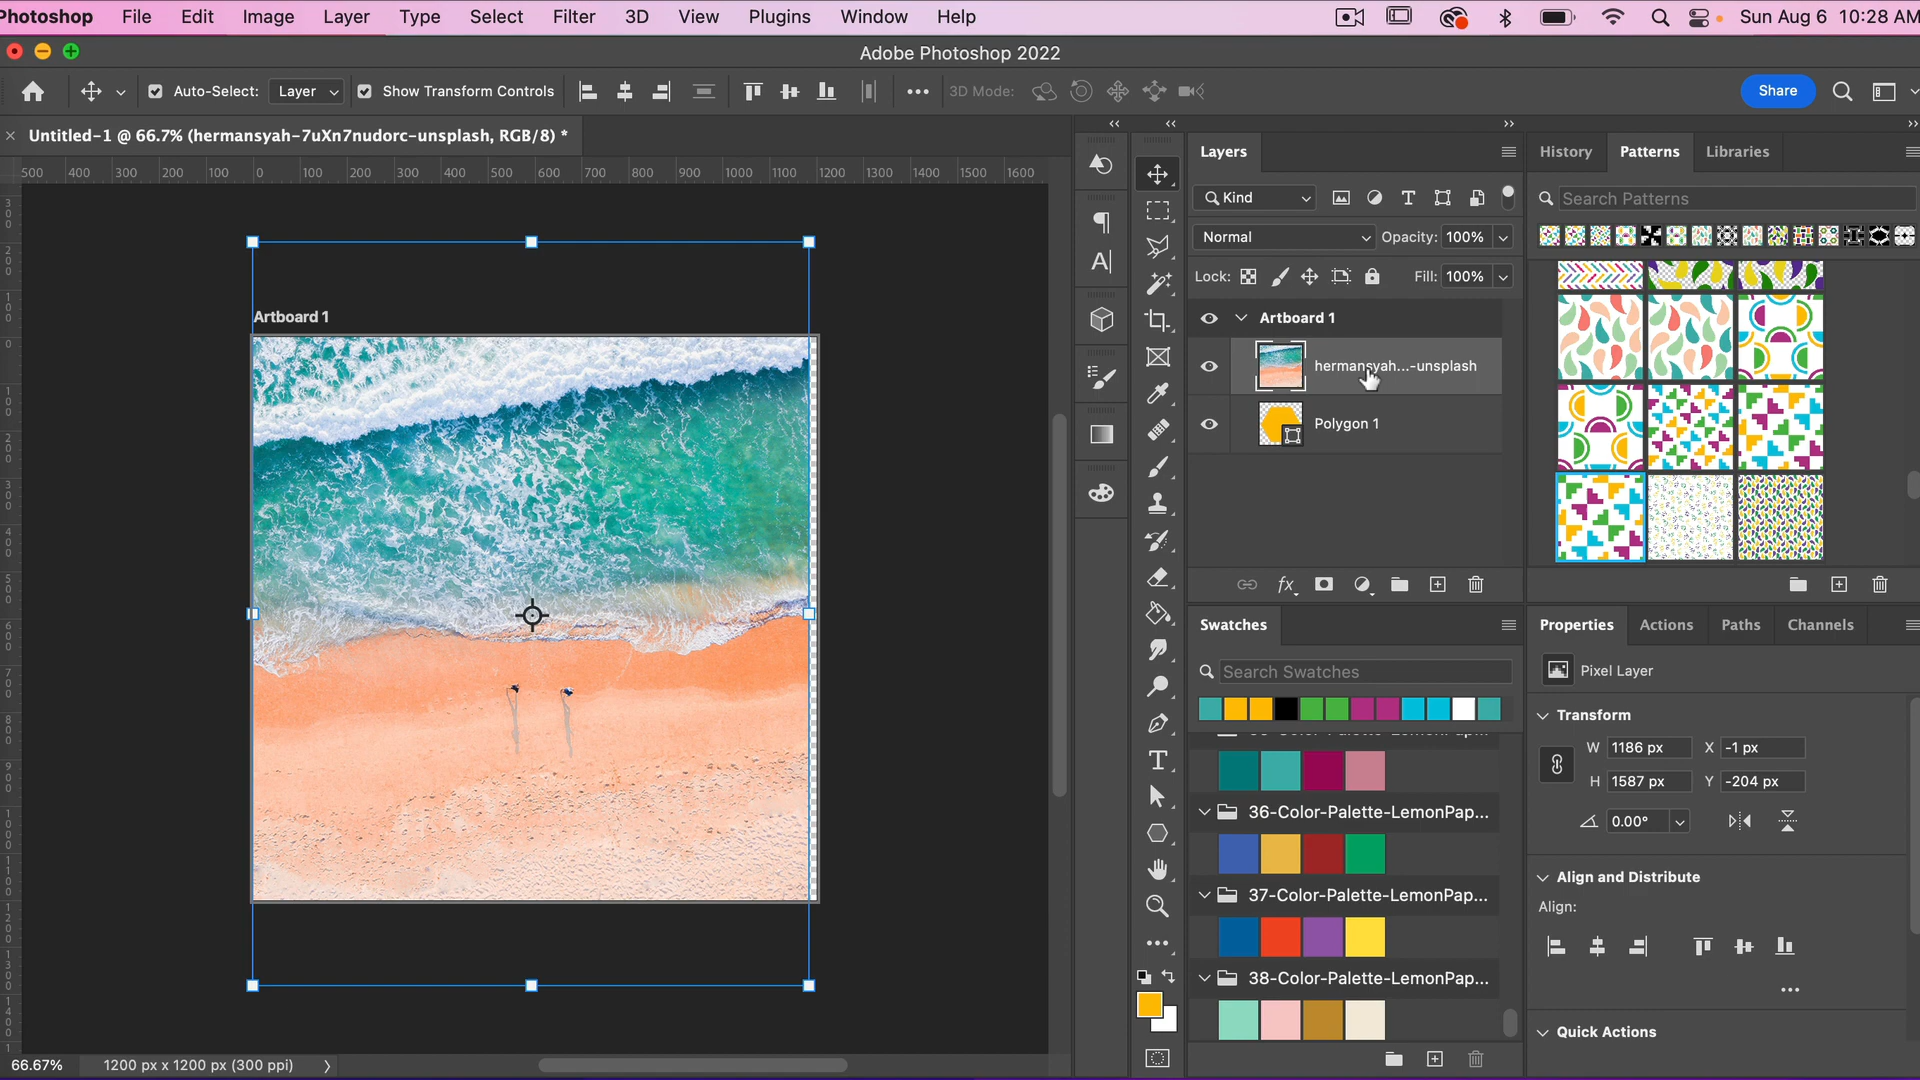 Photoshop File Edit Image Layer Type Select Filter 3D View Plugins Window Help Sun Aug 6 10:28 AM
Adobe Photoshop 2022
Auto-Select: Layer Show Transform Controls 3D Mode: Share
Untitled-1 @ 66.7% (hermansyah-7uXn7nudorc-unsplash, RGB/8) *
500 400 300 200 100 0 100 200 300 400 500 600 700 800 900 1000 1100 1200 1300 1400 1500 1600
Artboard 1
66.67% 1200 px x 1200 px (300 ppi)
Layers
Kind
Normal Opacity: 100%
Lock: Fill: 100%
Artboard 1
hermansyah...-unsplash
Polygon 1
fx
Swatches
Search Swatches
36-Color-Palette-LemonPap...
37-Color-Palette-LemonPap...
38-Color-Palette-LemonPap...
History Patterns Libraries
Search Patterns
Properties Actions Paths Channels
Pixel Layer
Transform
W 1186 px X -1 px
H 1587 px Y -204 px
0.00°
Align and Distribute
Align:
Quick Actions